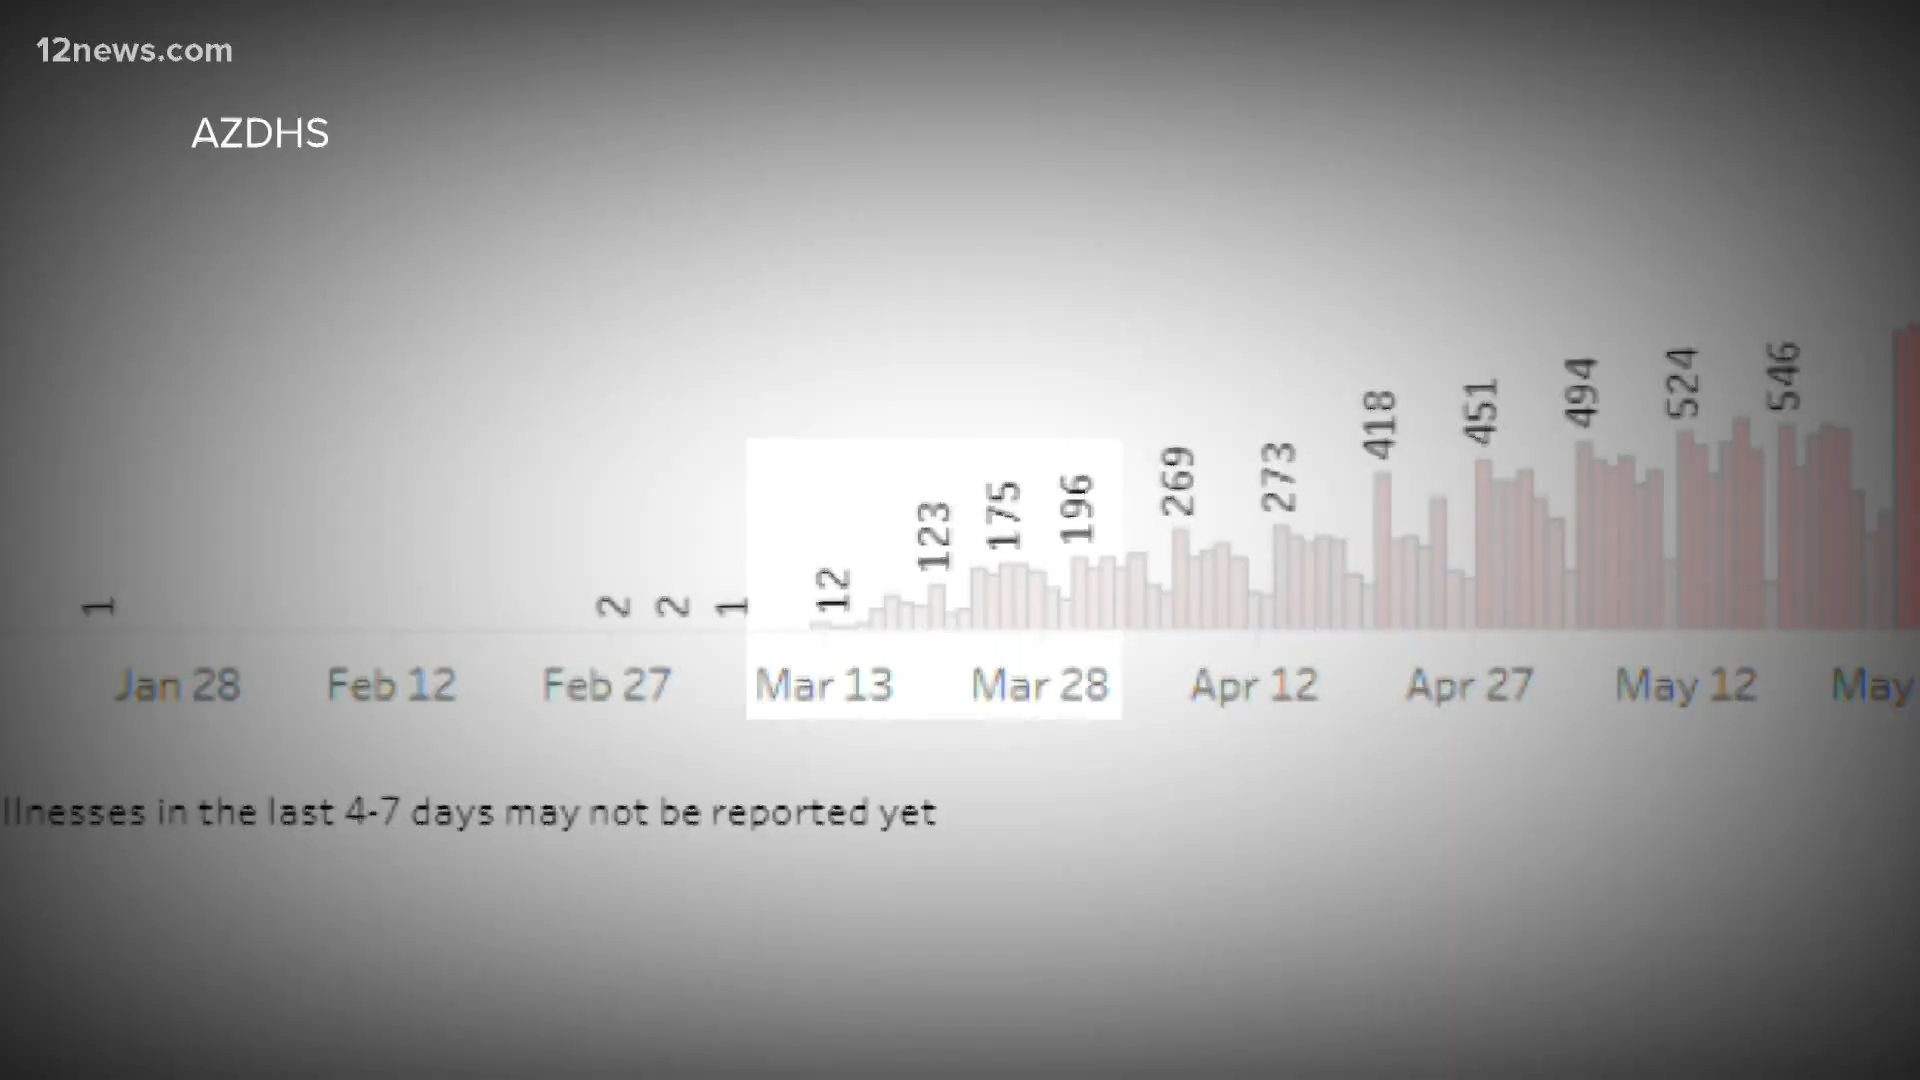 12news.com
AZDHS
1
2
2
1
12
123
175
196
269
273
418
451
494
524
546
Jan 28
Feb 12
Feb 27
Mar 13
Mar 28
Apr 12
Apr 27
May 12
May
llnesses in the last 4-7 days may not be reported yet